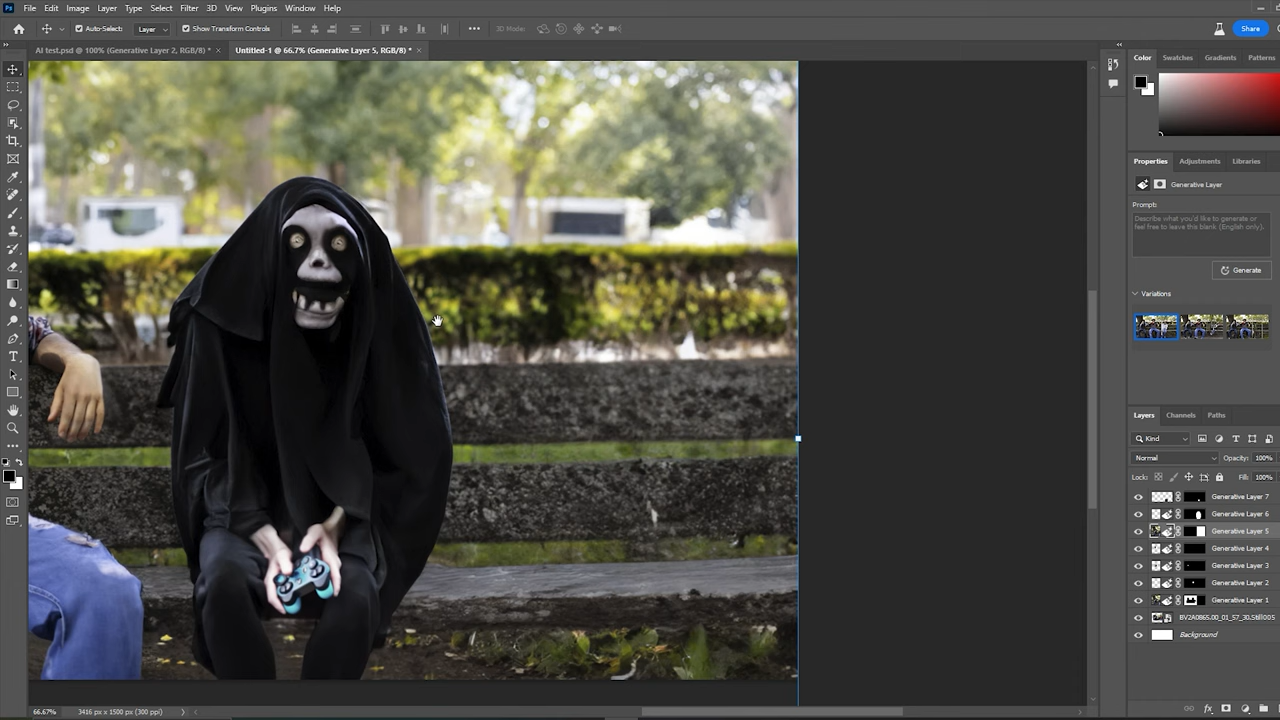 Ps File Edit Image Layer Type Select Filter 3D View Plugins Window Help
Auto-Select: Layer Show Transform Controls 3D Mode: Share
AI test.psd @ 100% (Generative Layer 2, RGB/8) * × Untitled-1 @ 66.7% (Generative Layer 5, RGB/8) * ×
Color Swatches Gradients Patterns
Properties Adjustments Libraries
Generative Layer
Prompt:
Describe what you'd like to generate or
feel free to leave this blank (English only).
Generate
Variations
Layers Channels Paths
Kind
Normal Opacity: 100%
Lock: Fill: 100%
Generative Layer 7
Generative Layer 6
Generative Layer 5
Generative Layer 4
Generative Layer 3
Generative Layer 2
Generative Layer 1
BV2A0865.00_01_57_30.Still005
Background
66.67% 3416 px x 1500 px (300 ppi)